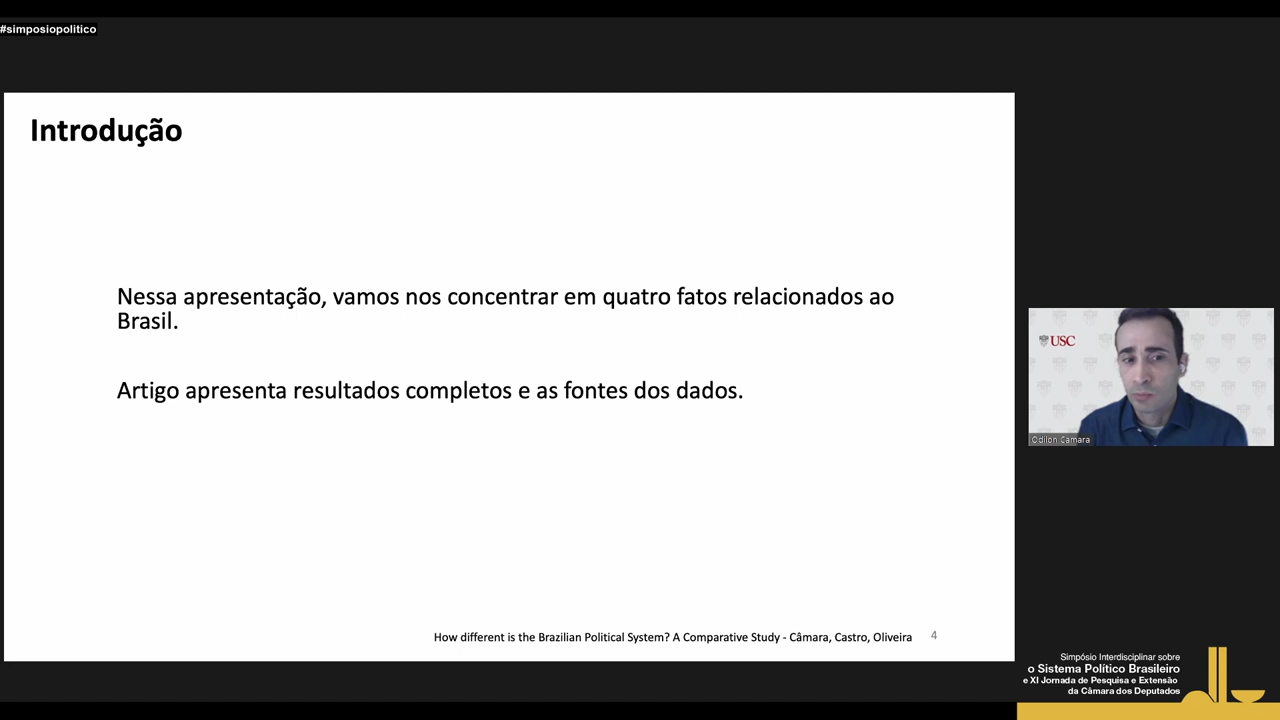 #simposiopolitico
Introdução
Nessa apresentação, vamos nos concentrar em quatro fatos relacionados ao
Brasil.
Artigo apresenta resultados completos e as fontes dos dados.
How different is the Brazilian Political System? A Comparative Study - Câmara, Castro, Oliveira
4
USC
Odilon Camara
Simpósio Interdisciplinar sobre
o Sistema Político Brasileiro
e XI Jornada de Pesquisa e Extensão
da Câmara dos Deputados